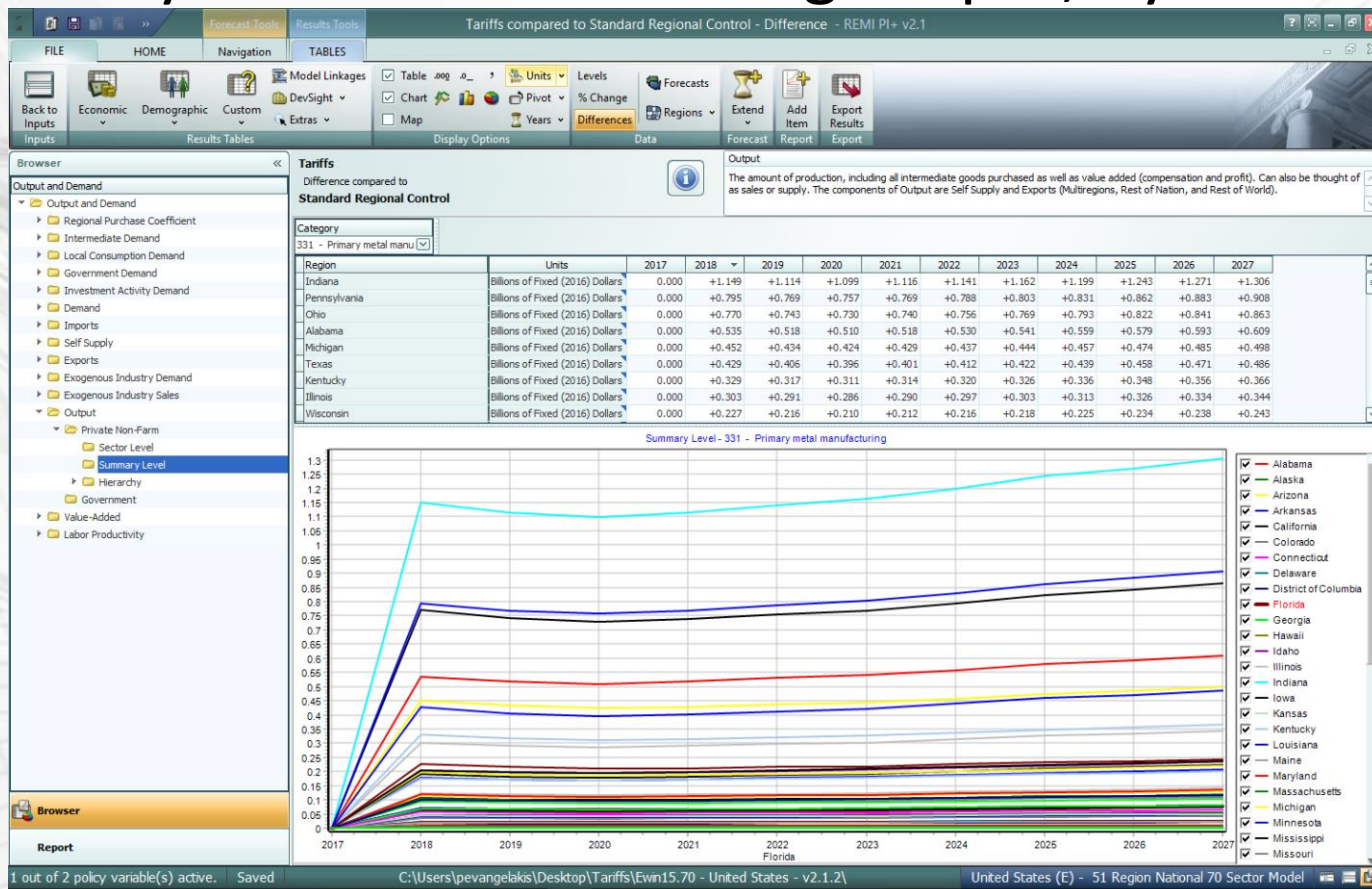 Forecast Tools Results Tools Tariffs compared to Standard Regional Control - Difference - REMI PI+ v2.1
FILE HOME Navigation TABLES
Back to Inputs
Economic Demographic Custom
Model Linkages
DevSight
Extras
Table .000 .0_ , Units
Chart Pivot
Map Years
Levels
% Change
Differences
Forecasts
Regions
Extend
Add Item
Export Results
Inputs Results Tables Display Options Data Forecast Report Export
Browser «
Output and Demand
Output and Demand
Regional Purchase Coefficient
Intermediate Demand
Local Consumption Demand
Government Demand
Investment Activity Demand
Demand
Imports
Self Supply
Exports
Exogenous Industry Demand
Exogenous Industry Sales
Output
Private Non-Farm
Sector Level
Summary Level
Hierarchy
Government
Value-Added
Labor Productivity
Browser
Report
Tariffs
Difference compared to
Standard Regional Control
Output
The amount of production, including all intermediate goods purchased as well as value added (compensation and profit). Can also be thought of
as sales or supply. The components of Output are Self Supply and Exports (Multiregions, Rest of Nation, and Rest of World).
Category
331 - Primary metal manu
Region Units 2017 2018 2019 2020 2021 2022 2023 2024 2025 2026 2027
Indiana Billions of Fixed (2016) Dollars 0.000 +1.149 +1.114 +1.099 +1.116 +1.141 +1.162 +1.199 +1.243 +1.271 +1.306
Pennsylvania Billions of Fixed (2016) Dollars 0.000 +0.795 +0.769 +0.757 +0.769 +0.788 +0.803 +0.831 +0.862 +0.883 +0.908
Ohio Billions of Fixed (2016) Dollars 0.000 +0.770 +0.743 +0.730 +0.740 +0.756 +0.769 +0.793 +0.822 +0.841 +0.863
Alabama Billions of Fixed (2016) Dollars 0.000 +0.535 +0.518 +0.510 +0.518 +0.530 +0.541 +0.559 +0.579 +0.593 +0.609
Michigan Billions of Fixed (2016) Dollars 0.000 +0.452 +0.434 +0.424 +0.429 +0.437 +0.444 +0.457 +0.474 +0.485 +0.498
Texas Billions of Fixed (2016) Dollars 0.000 +0.429 +0.406 +0.396 +0.401 +0.412 +0.422 +0.439 +0.458 +0.471 +0.486
Kentucky Billions of Fixed (2016) Dollars 0.000 +0.329 +0.317 +0.311 +0.314 +0.320 +0.326 +0.336 +0.348 +0.356 +0.366
Illinois Billions of Fixed (2016) Dollars 0.000 +0.303 +0.291 +0.286 +0.290 +0.297 +0.303 +0.313 +0.326 +0.334 +0.344
Wisconsin Billions of Fixed (2016) Dollars 0.000 +0.227 +0.216 +0.210 +0.212 +0.216 +0.218 +0.225 +0.234 +0.238 +0.243
Summary Level - 331 - Primary metal manufacturing
1.3
1.25
1.2
1.15
1.1
1.05
1
0.95
0.9
0.85
0.8
0.75
0.7
0.65
0.6
0.55
0.5
0.45
0.4
0.35
0.3
0.25
0.2
0.15
0.1
0.05
0
2017 2018 2019 2020 2021 2022 2023 2024 2025 2026 2027
Florida
Alabama
Alaska
Arizona
Arkansas
California
Colorado
Connecticut
Delaware
District of Columbia
Florida
Georgia
Hawaii
Idaho
Illinois
Indiana
Iowa
Kansas
Kentucky
Louisiana
Maine
Maryland
Massachusetts
Michigan
Minnesota
Mississippi
Missouri
1 out of 2 policy variable(s) active. Saved C:\Users\pevangelakis\Desktop\Tariffs\Ewin15.70 - United States - v2.1.2\ United States (E) - 51 Region National 70 Sector Model